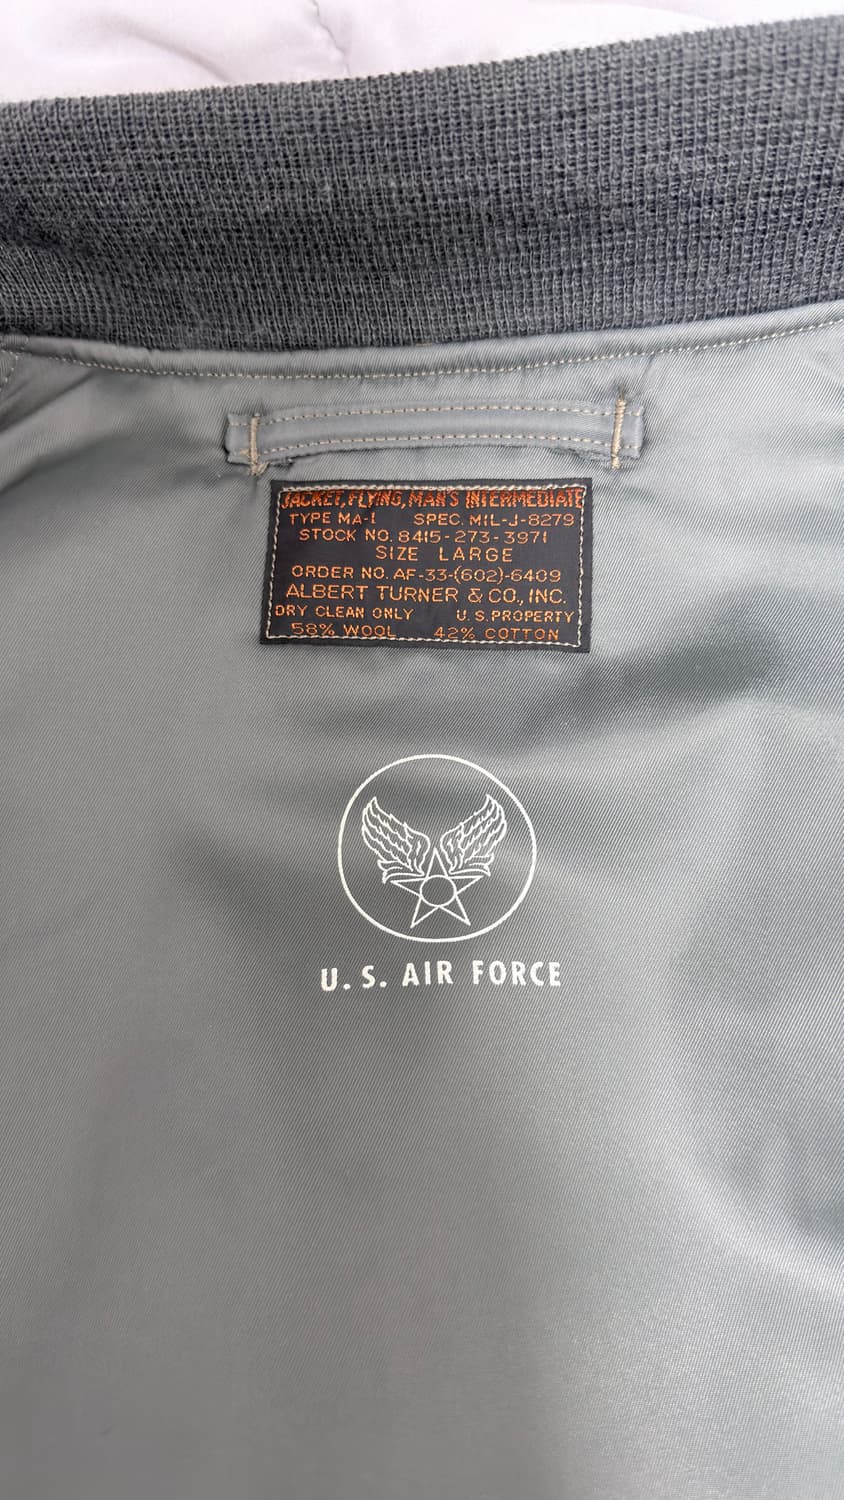 JACKET, FLYING, MAN'S INTERMEDIATE
TYPE MA-1 SPEC. MIL-J-8279
STOCK NO. 8415-273-3971
SIZE LARGE
ORDER NO. AF-33-(602)-6409
ALBERT TURNER & CO., INC.
DRY CLEAN ONLY U.S. PROPERTY
58% WOOL 42% COTTON
U. S. AIR FORCE